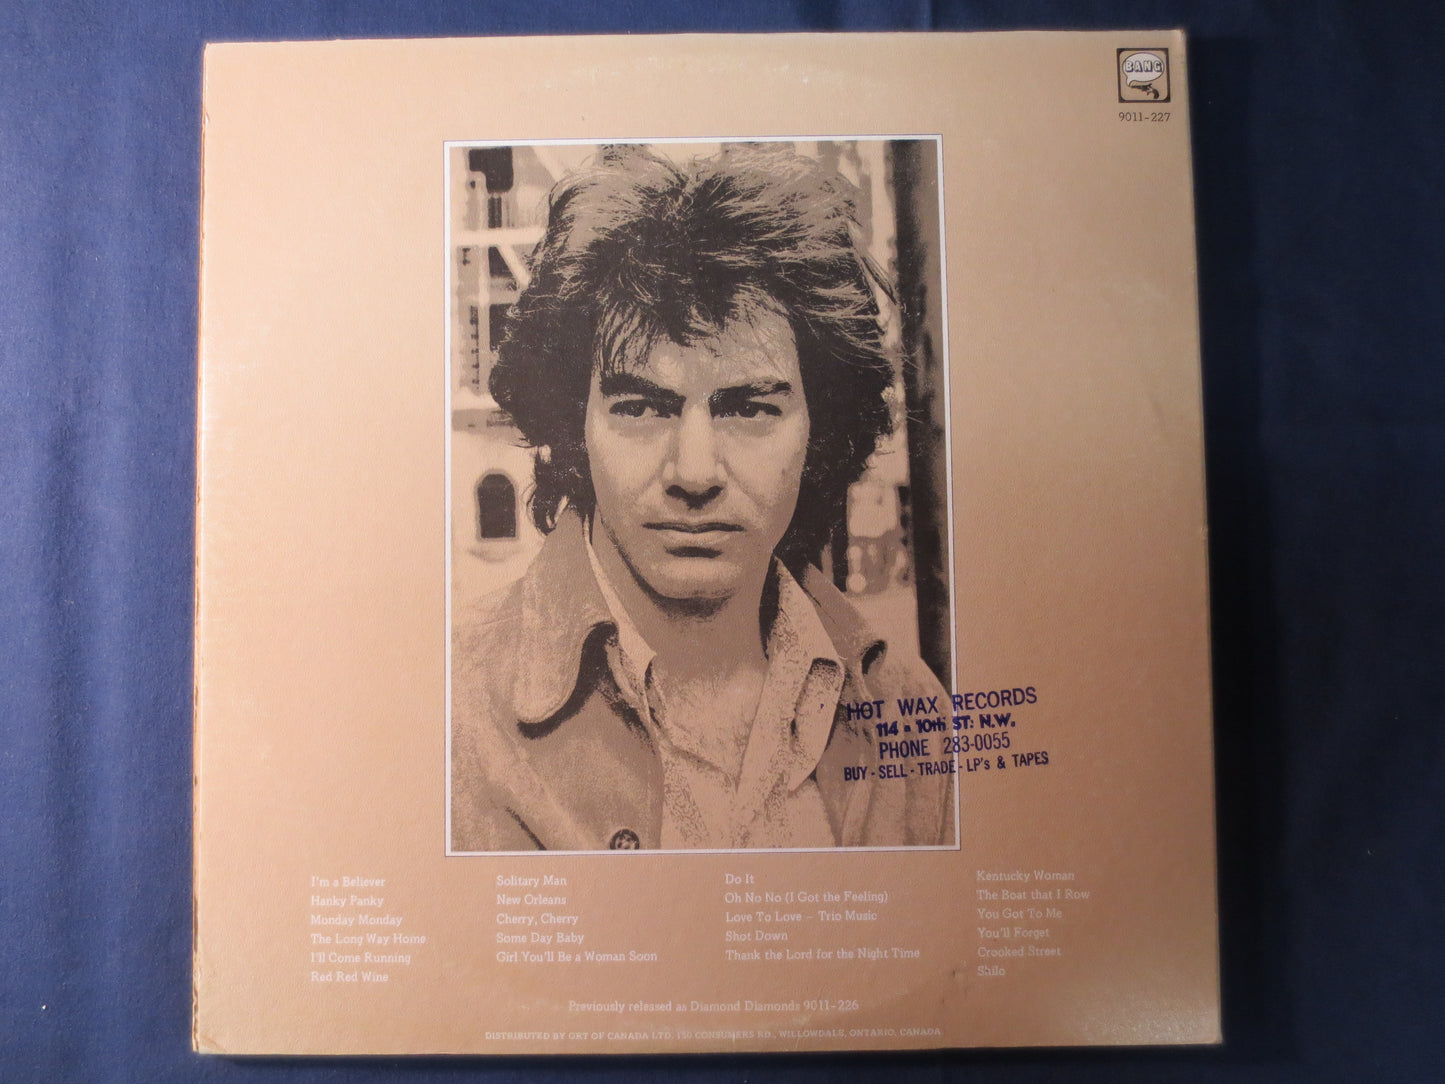 BANG
9011-227
HOT WAX RECORDS
114 - 10th ST. N.W.
PHONE 283-0055
BUY - SELL - TRADE - LP's & TAPES
I'm a Believer
Hanky Panky
Monday Monday
The Long Way Home
I'll Come Running
Red Red Wine
Solitary Man
New Orleans
Cherry, Cherry
Some Day Baby
Girl You'll Be a Woman Soon
Do It
Oh No No (I Got the Feeling)
Love To Love – Trio Music
Shot Down
Thank the Lord for the Night Time
Kentucky Woman
The Boat that I Row
You Got To Me
You'll Forget
Crooked Street
Shilo
Previously released as Diamond Diamonds 9011-226
DISTRIBUTED BY GRT OF CANADA LTD. 150 CONSUMERS RD., WILLOWDALE, ONTARIO, CANADA